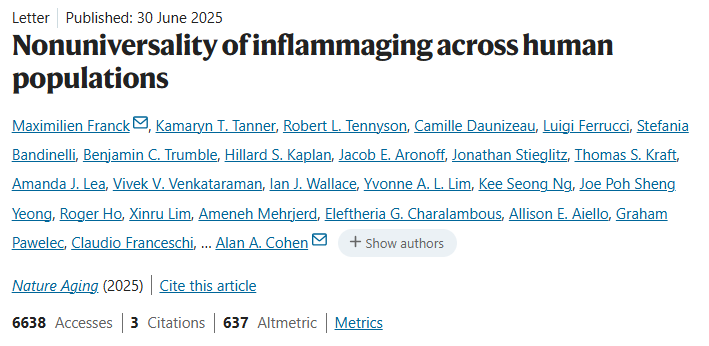 Letter | Published: 30 June 2025
Nonuniversality of inflammaging across human
populations
Maximilien Franck, Kamaryn T. Tanner, Robert L. Tennyson, Camille Daunizeau, Luigi Ferrucci, Stefania
Bandinelli, Benjamin C. Trumble, Hillard S. Kaplan, Jacob E. Aronoff, Jonathan Stieglitz, Thomas S. Kraft,
Amanda J. Lea, Vivek V. Venkataraman, Ian J. Wallace, Yvonne A. L. Lim, Kee Seong Ng, Joe Poh Sheng
Yeong, Roger Ho, Xinru Lim, Ameneh Mehrjerd, Eleftheria G. Charalambous, Allison E. Aiello, Graham
Pawelec, Claudio Franceschi, … Alan A. Cohen + Show authors
Nature Aging (2025) | Cite this article
6638 Accesses | 3 Citations | 637 Altmetric | Metrics